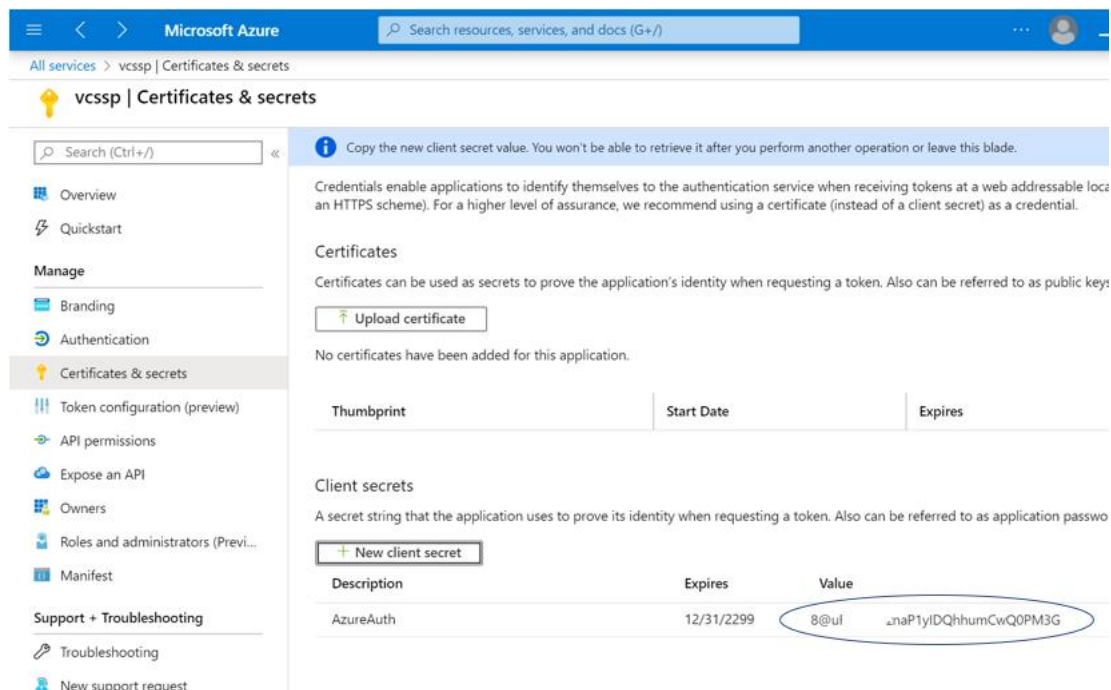 Microsoft Azure
Search resources, services, and docs (G+/)
All services > vcssp | Certificates & secrets
vcssp | Certificates & secrets
Search (Ctrl+/)
Overview
Quickstart
Manage
Branding
Authentication
Certificates & secrets
Token configuration (preview)
API permissions
Expose an API
Owners
Roles and administrators (Previ...
Manifest
Support + Troubleshooting
Troubleshooting
New support request
Copy the new client secret value. You won't be able to retrieve it after you perform another operation or leave this blade.
Credentials enable applications to identify themselves to the authentication service when receiving tokens at a web addressable loca
an HTTPS scheme). For a higher level of assurance, we recommend using a certificate (instead of a client secret) as a credential.
Certificates
Certificates can be used as secrets to prove the application's identity when requesting a token. Also can be referred to as public keys
Upload certificate
No certificates have been added for this application.
Thumbprint Start Date Expires
Client secrets
A secret string that the application uses to prove its identity when requesting a token. Also can be referred to as application passwo
New client secret
Description Expires Value
AzureAuth 12/31/2299